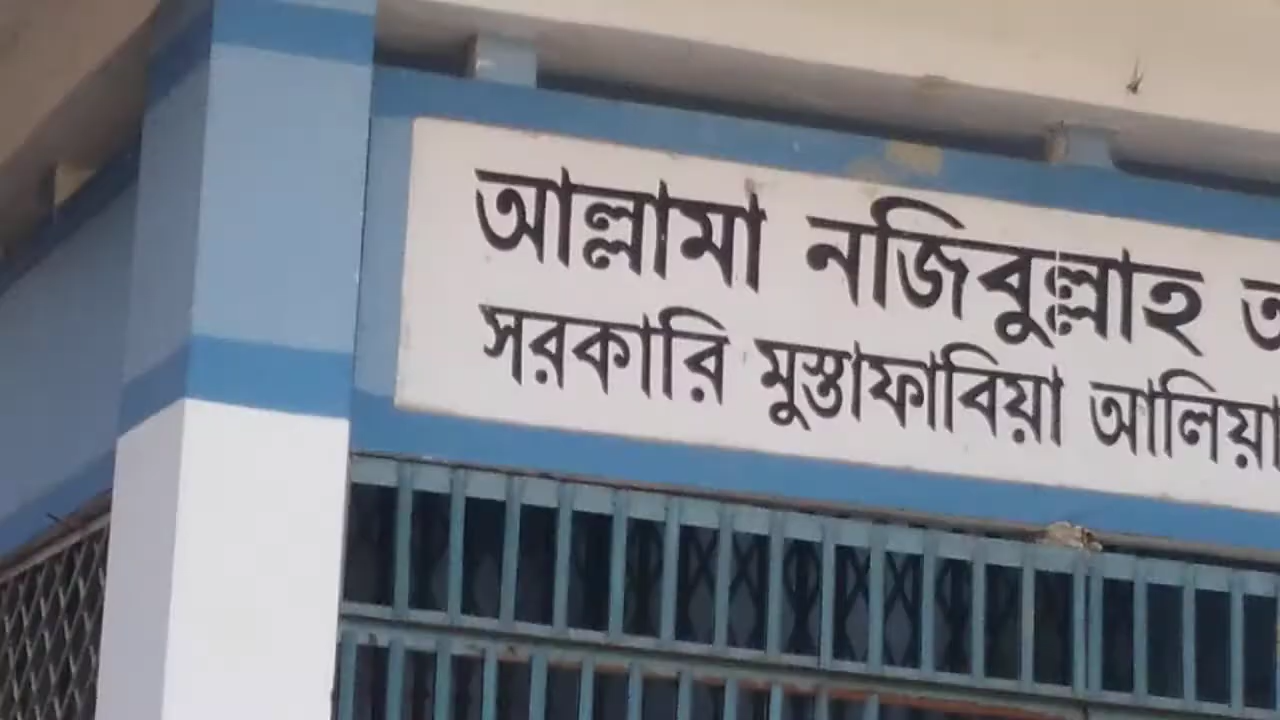 আল্লামা নজিবুল্লাহ
সরকারি মুস্তাফাবিয়া আলিয়া